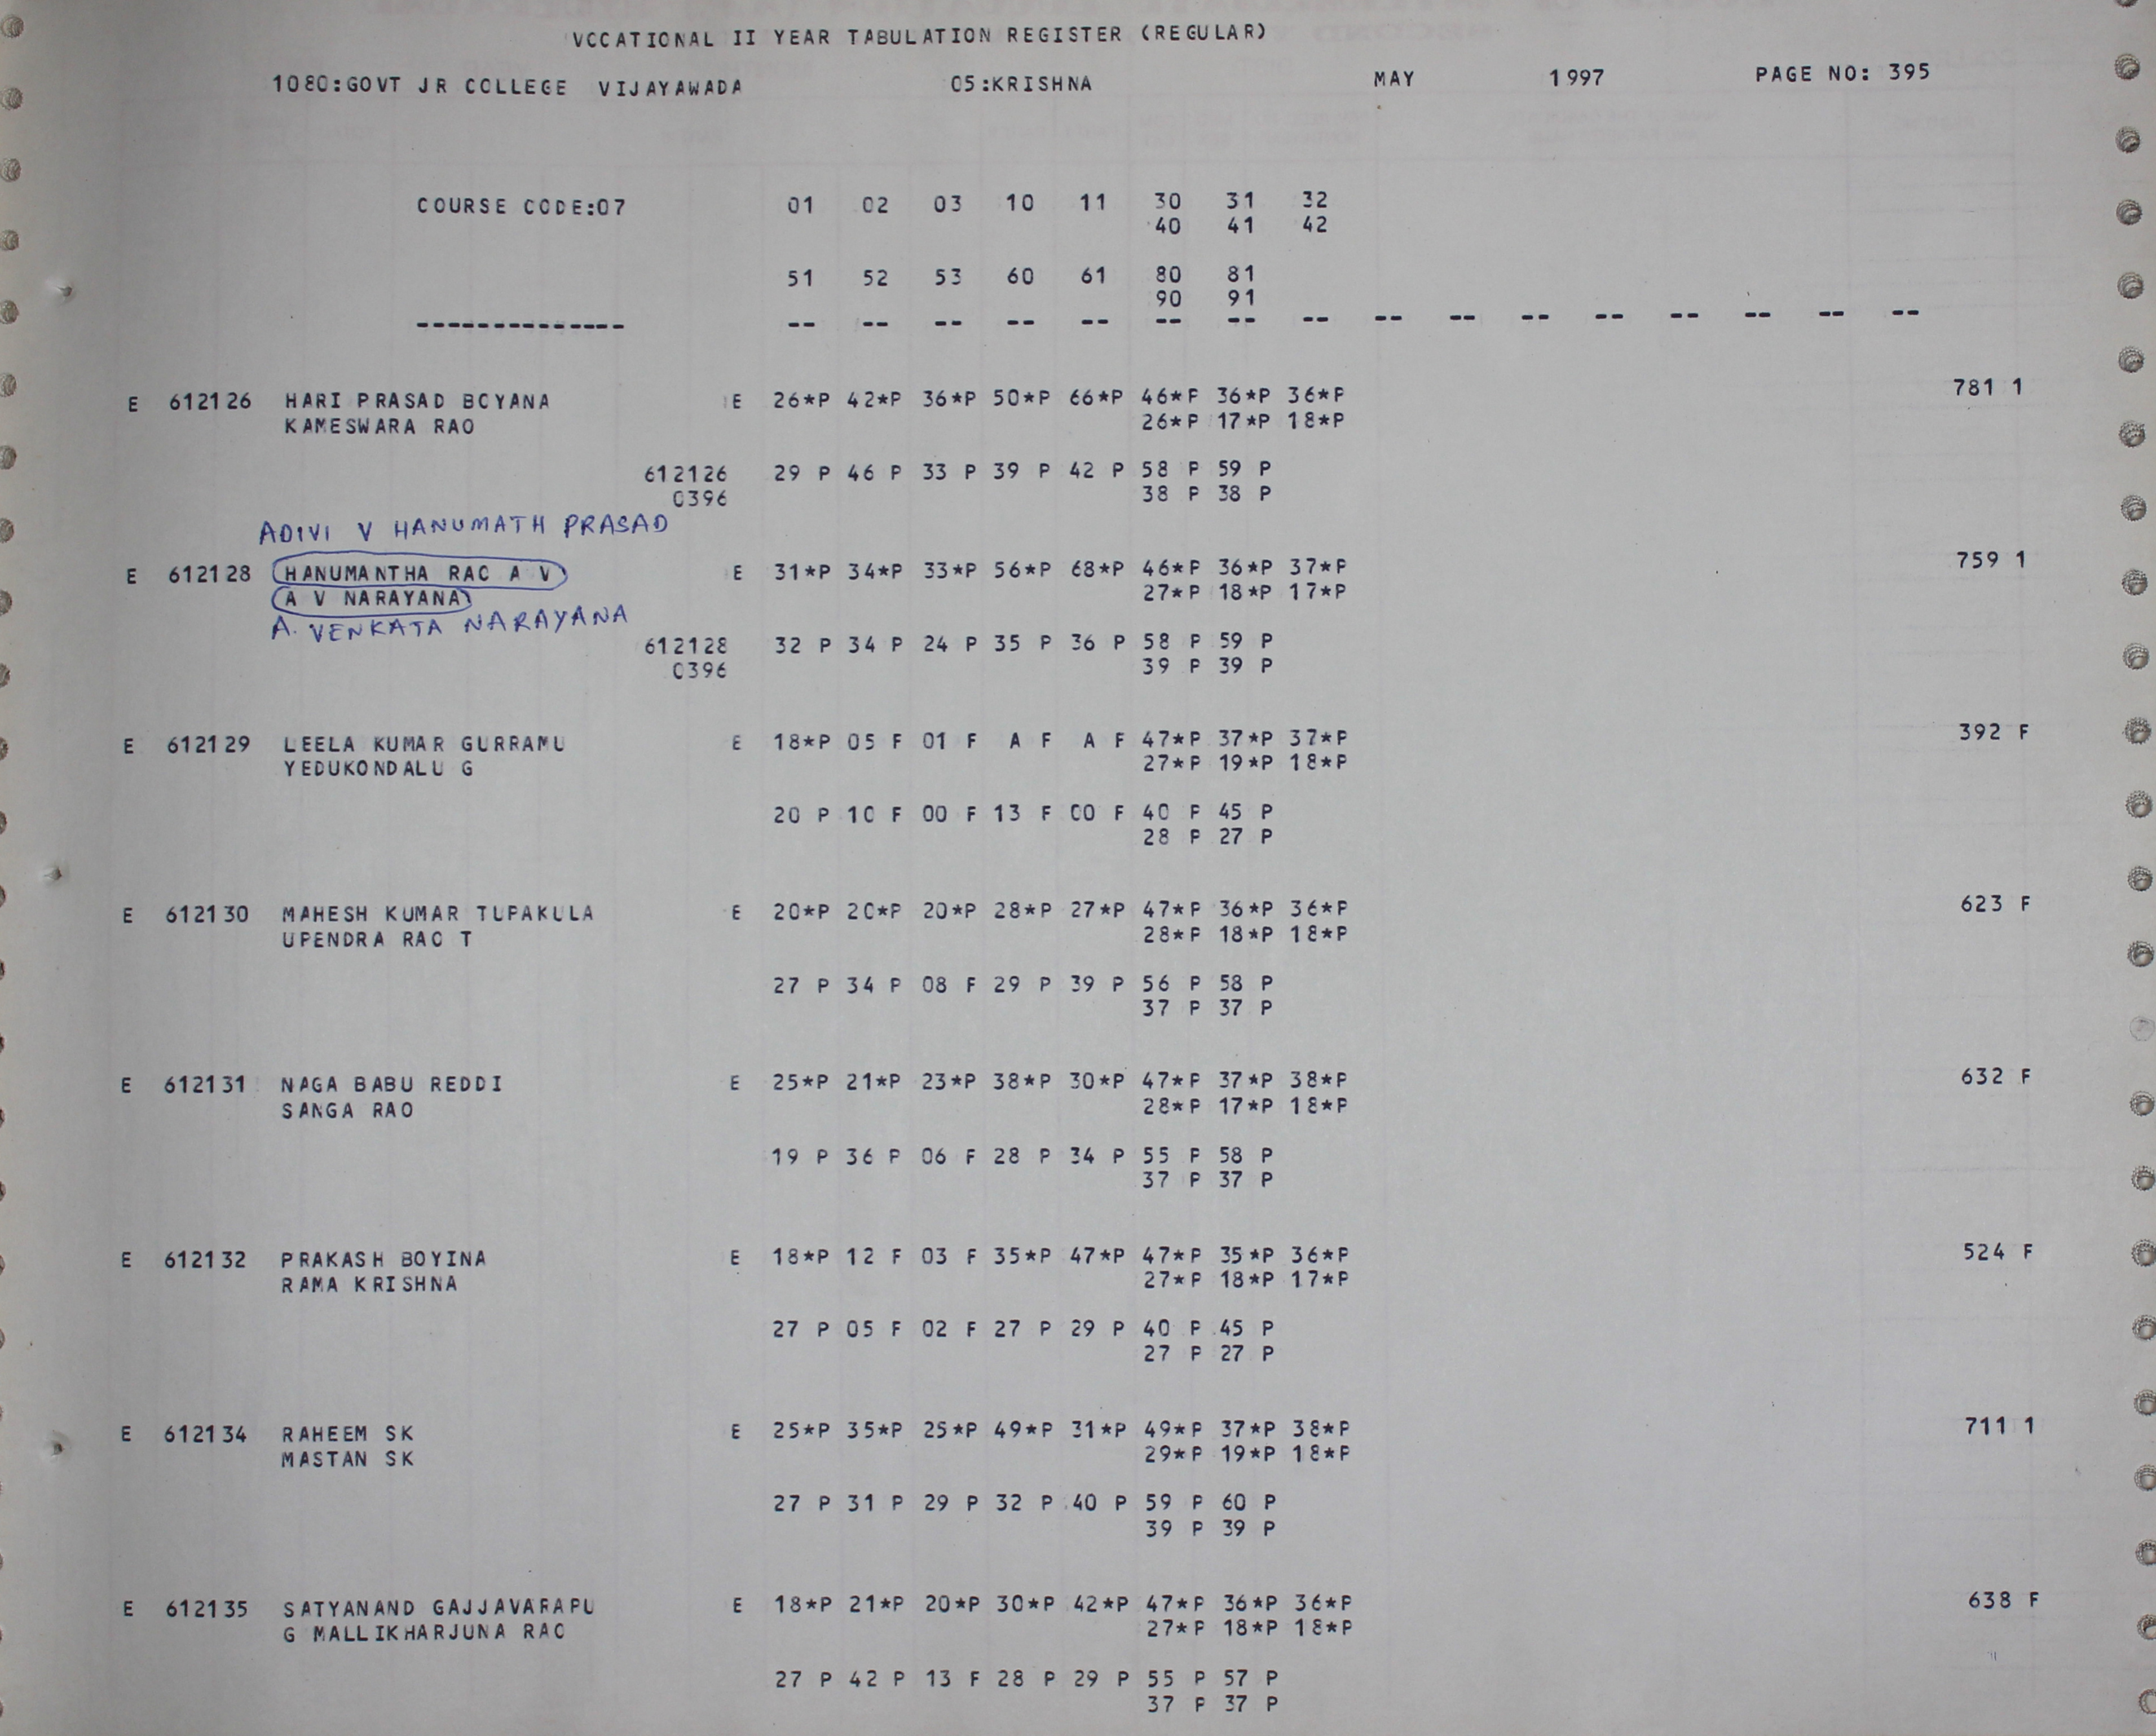 VOCATIONAL II YEAR TABULATION REGISTER (REGULAR)
1080:GOVT JR COLLEGE VIJAYAWADA 05:KRISHNA MAY 1997 PAGE NO: 395
COURSE CODE:07 01 02 03 10 11 30 31 32
40 41 42
51 52 53 60 61 80 81
90 91
-------------- -- -- -- -- -- -- -- -- -- -- -- -- -- -- -- --
E 612126 HARI PRASAD BOYANA E 26*P 42*P 36*P 50*P 66*P 46*P 36*P 36*P 781 1
KAMESWARA RAO 26*P 17*P 18*P
612126 29 P 46 P 33 P 39 P 42 P 58 P 59 P
0396 38 P 38 P
ADIVI V HANUMATH PRASAD
E 612128 HANUMANTHA RAO A V E 31*P 34*P 33*P 56*P 68*P 46*P 36*P 37*P 759 1
A V NARAYANA 27*P 18*P 17*P
A. VENKATA NARAYANA
612128 32 P 34 P 24 P 35 P 36 P 58 P 59 P
0396 39 P 39 P
E 612129 LEELA KUMAR GURRAMU E 18*P 05 F 01 F A F A F 47*P 37*P 37*P 392 F
YEDUKONDALU G 27*P 19*P 18*P
20 P 10 F 00 F 13 F 00 F 40 P 45 P
28 P 27 P
E 612130 MAHESH KUMAR TUPAKULA E 20*P 20*P 20*P 28*P 27*P 47*P 36*P 36*P 623 F
UPENDRA RAO T 28*P 18*P 18*P
27 P 34 P 08 F 29 P 39 P 56 P 58 P
37 P 37 P
E 612131 NAGA BABU REDDI E 25*P 21*P 23*P 38*P 30*P 47*P 37*P 38*P 632 F
SANGA RAO 28*P 17*P 18*P
19 P 36 P 06 F 28 P 34 P 55 P 58 P
37 P 37 P
E 612132 PRAKASH BOYINA E 18*P 12 F 03 F 35*P 47*P 47*P 35*P 36*P 524 F
RAMA KRISHNA 27*P 18*P 17*P
27 P 05 F 02 F 27 P 29 P 40 P 45 P
27 P 27 P
E 612134 RAHEEM SK E 25*P 35*P 25*P 49*P 31*P 49*P 37*P 38*P 711 1
MASTAN SK 29*P 19*P 18*P
27 P 31 P 29 P 32 P 40 P 59 P 60 P
39 P 39 P
E 612135 SATYANAND GAJJAVARAPU E 18*P 21*P 20*P 30*P 42*P 47*P 36*P 36*P 638 F
G MALLIKHARJUNA RAO 27*P 18*P 18*P
27 P 42 P 13 F 28 P 29 P 55 P 57 P
37 P 37 P